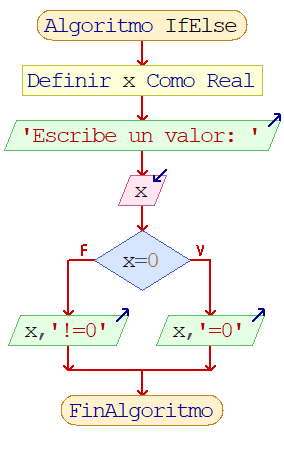 Algoritmo IfElse
Definir x Como Real
'Escribe un valor: '
x
x=0
F
V
x,'!=0'
x,'=0'
FinAlgoritmo